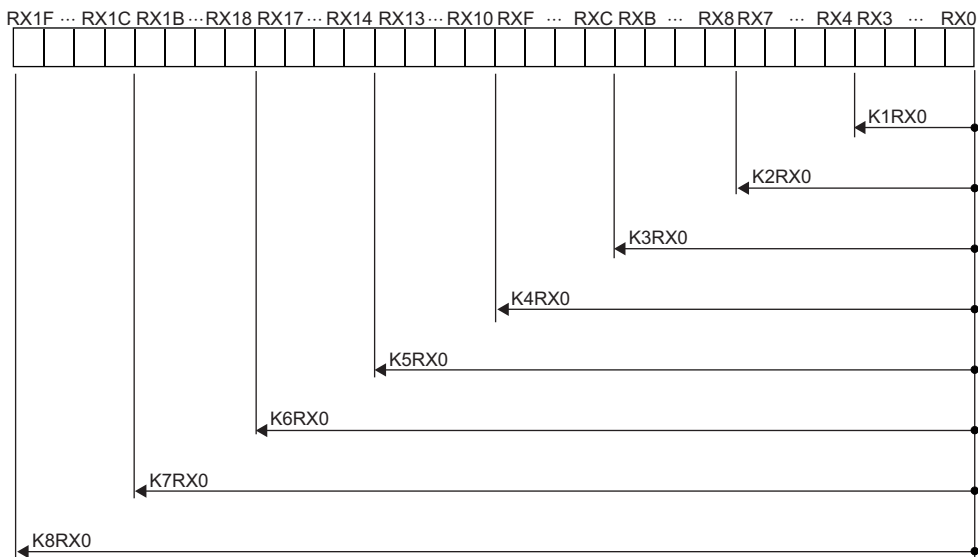 RX1F ··· RX1C RX1B ··· RX18 RX17 ··· RX14 RX13 ··· RX10 RXF ··· RXC RXB ··· RX8 RX7 ··· RX4 RX3 ··· RX0
K1RX0
K2RX0
K3RX0
K4RX0
K5RX0
K6RX0
K7RX0
K8RX0